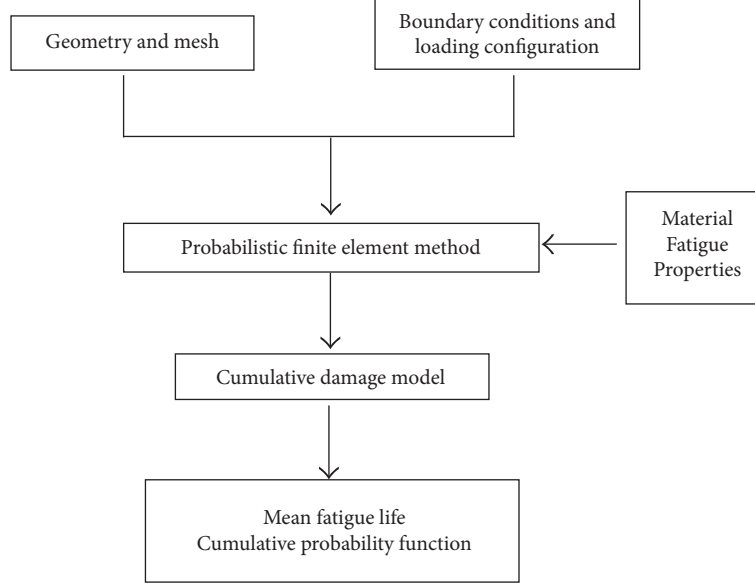 Geometry and mesh
Boundary conditions and
loading configuration
Probabilistic finite element method
Material
Fatigue
Properties
Cumulative damage model
Mean fatigue life
Cumulative probability function